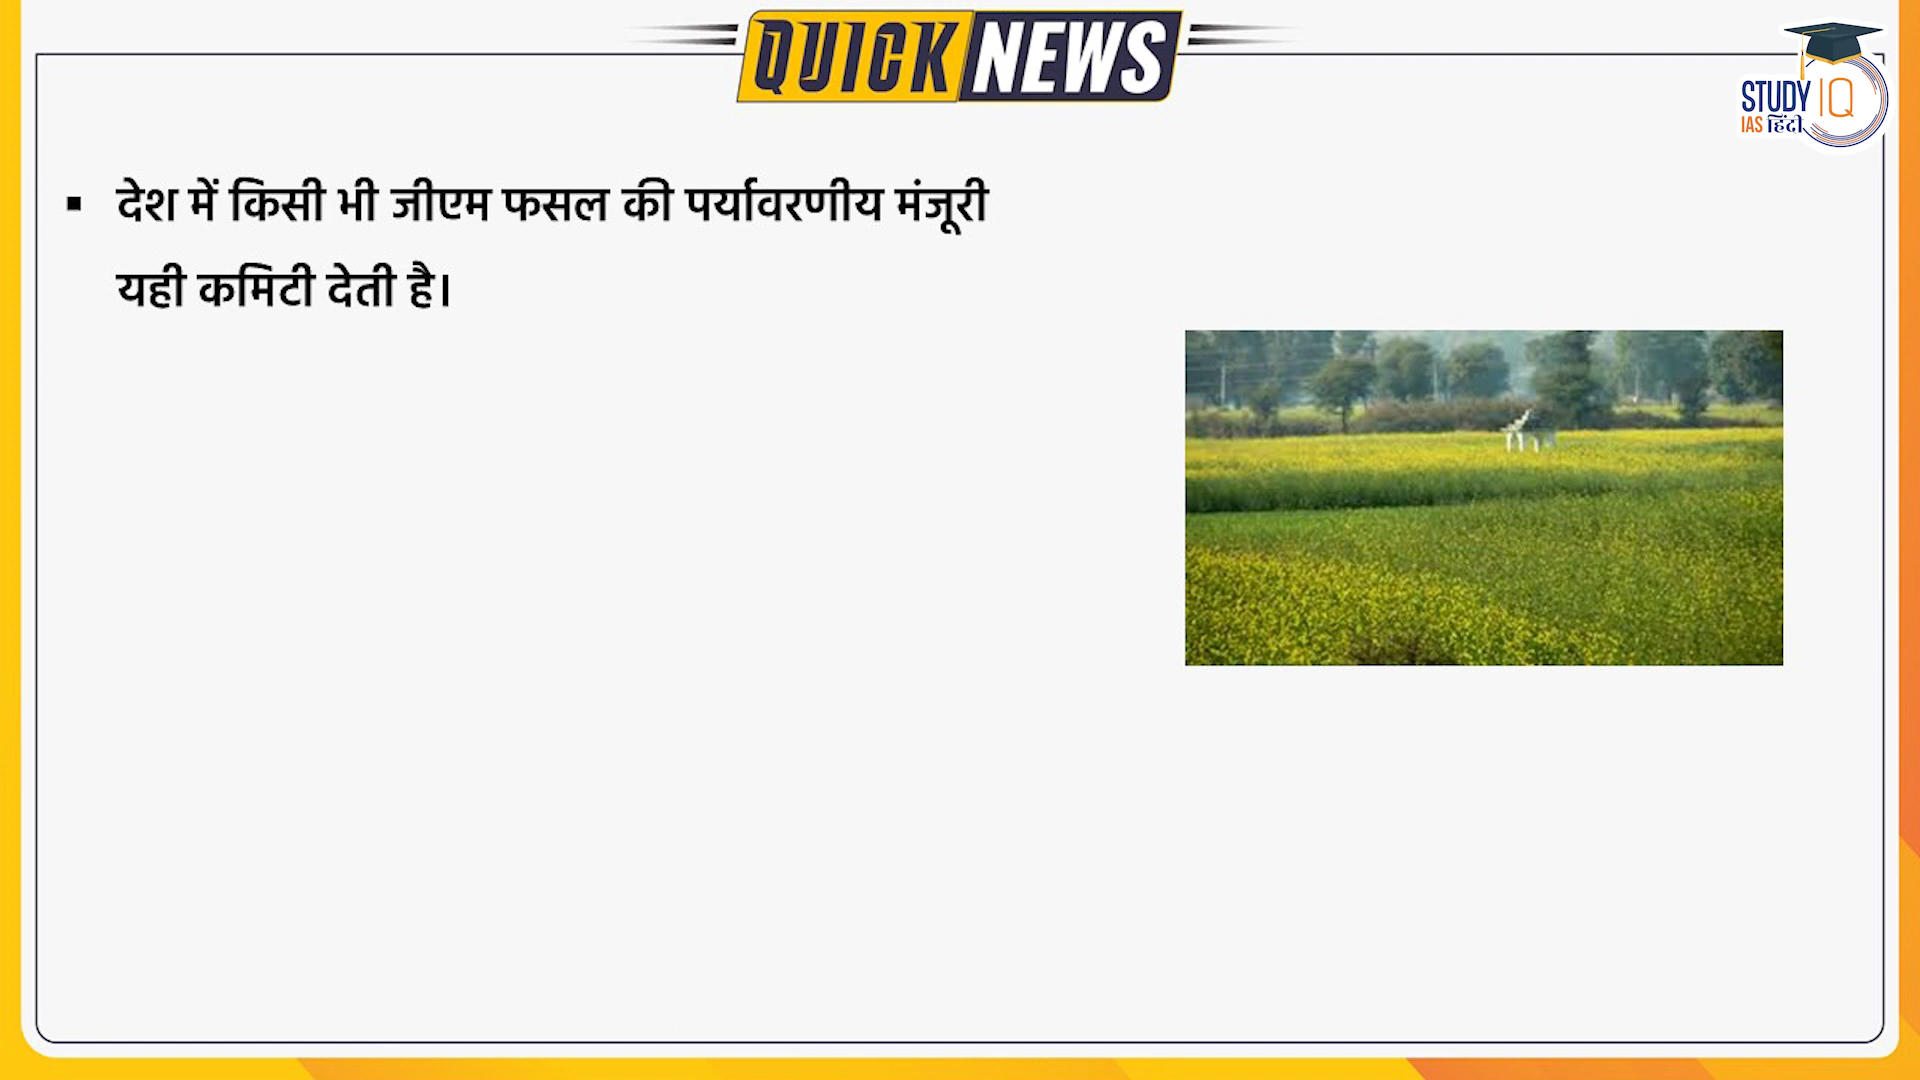 QUICK NEWS
STUDY IQ
IAS हिंदी
▪ देश में किसी भी जीएम फसल की पर्यावरणीय मंजूरी
यही कमिटी देती है।